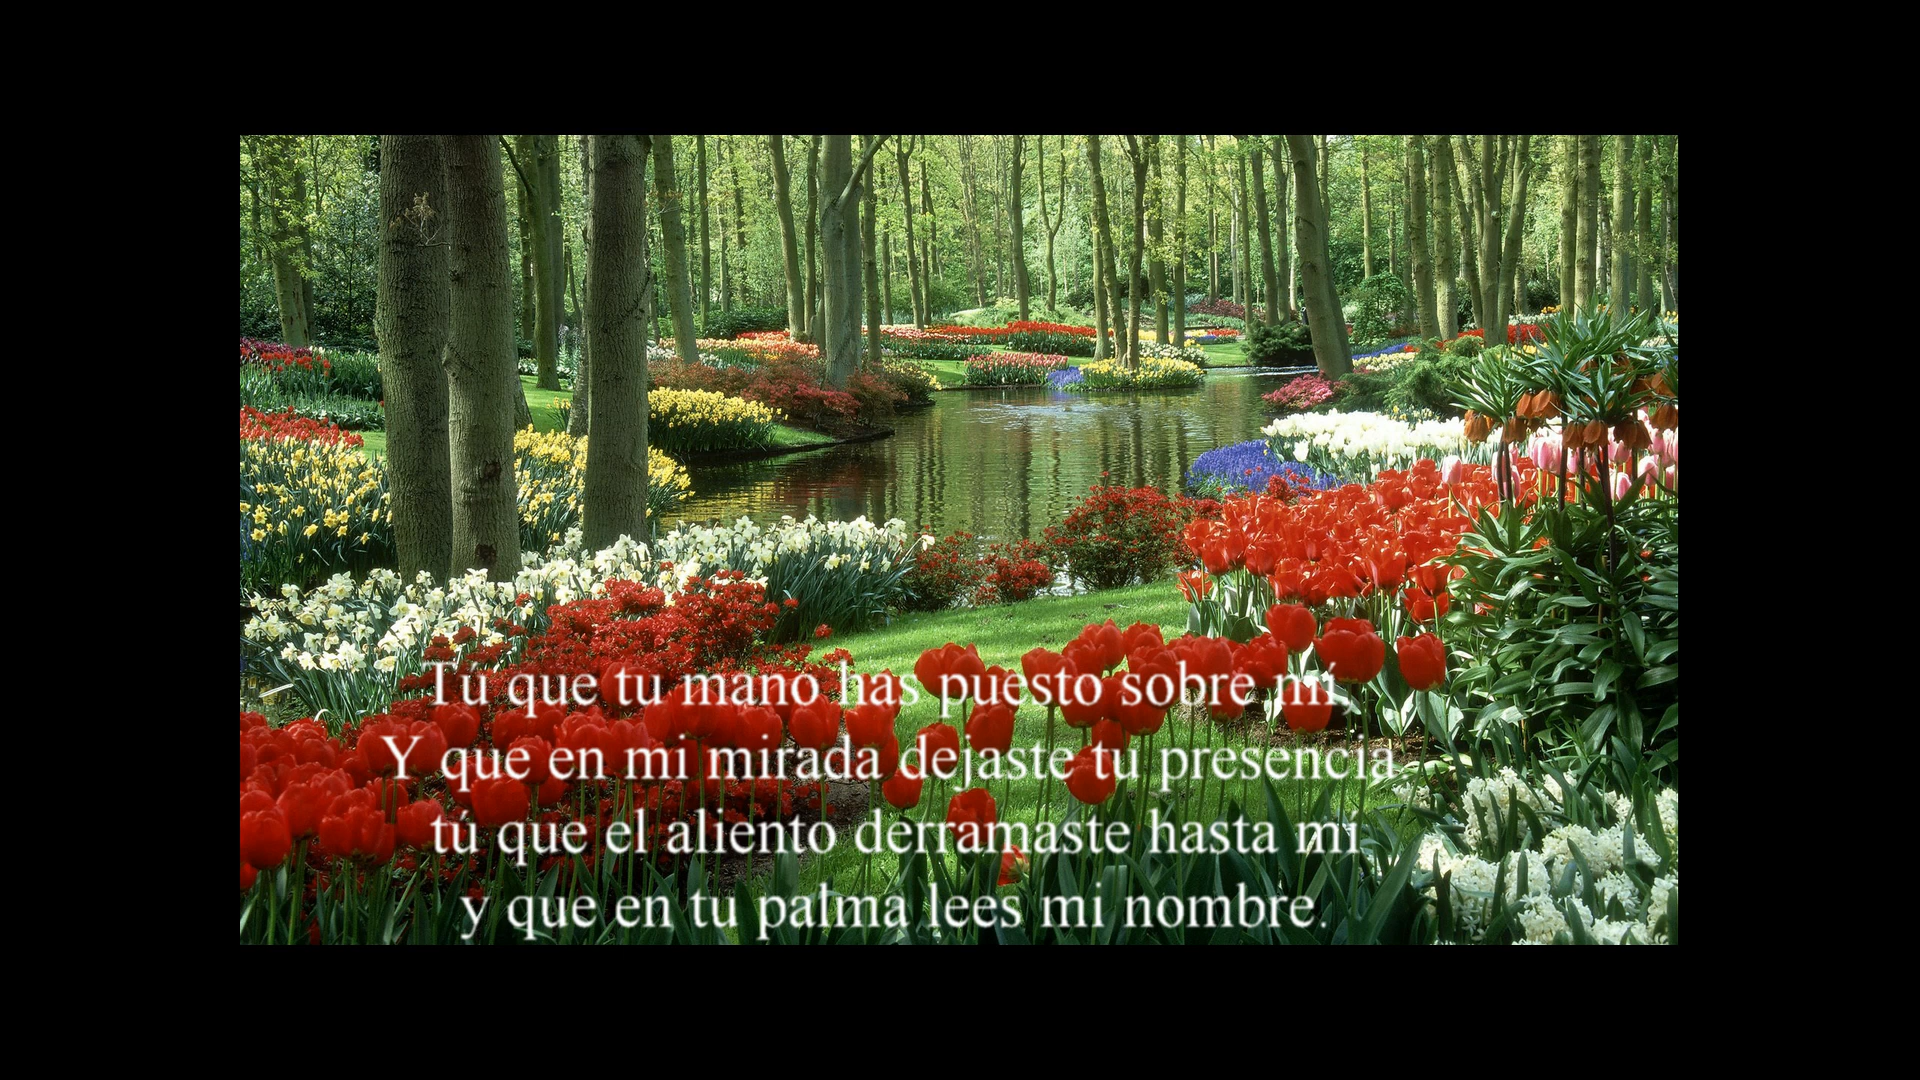 Tú que tu mano has puesto sobre mí,
Y que en mi mirada dejaste tu presencia
tú que el aliento derramaste hasta mí
y que en tu palma lees mi nombre.